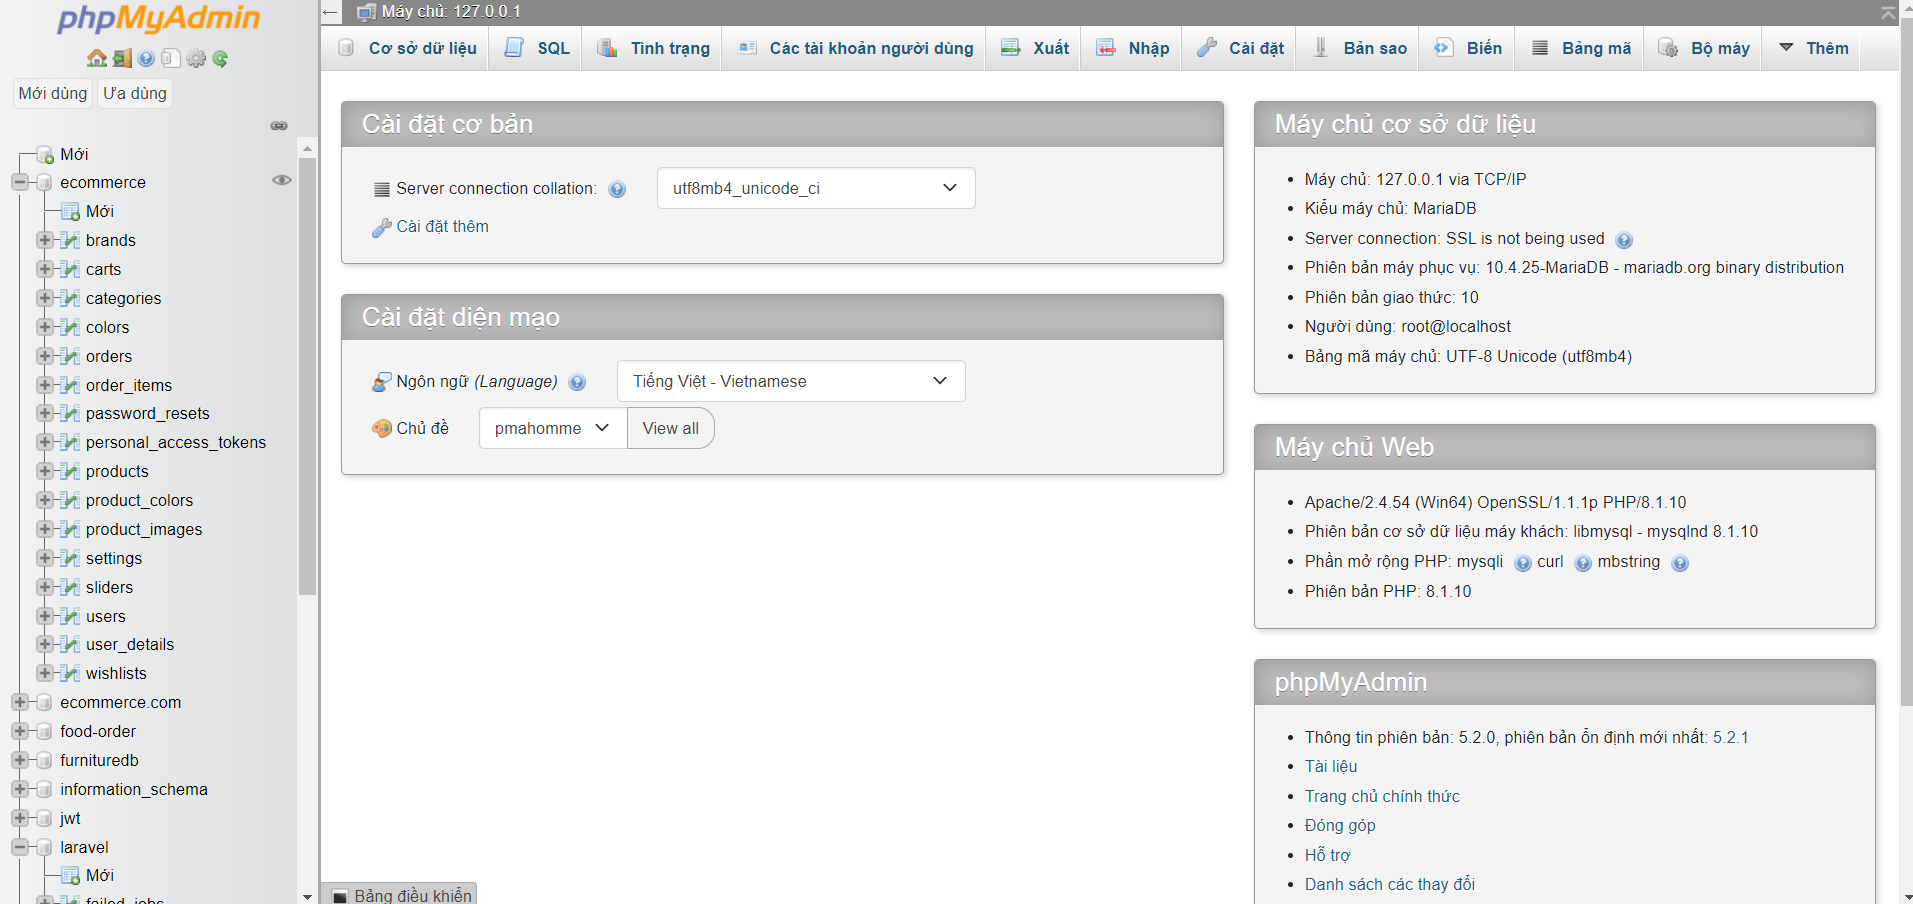 phpMyAdmin
Mới dùng Ưa dùng
Mới
ecommerce
Mới
brands
carts
categories
colors
orders
order_items
password_resets
personal_access_tokens
products
product_colors
product_images
settings
sliders
users
user_details
wishlists
ecommerce.com
food-order
furnituredb
information_schema
jwt
laravel
Mới
failed_jobs
Máy chủ: 127.0.0.1
Cơ sở dữ liệu SQL Tình trạng Các tài khoản người dùng Xuất Nhập Cài đặt Bản sao Biến Bảng mã Bộ máy Thêm
Cài đặt cơ bản
Server connection collation: utf8mb4_unicode_ci
Cài đặt thêm
Cài đặt diện mạo
Ngôn ngữ (Language) Tiếng Việt - Vietnamese
Chủ đề pmahomme View all
Máy chủ cơ sở dữ liệu
Máy chủ: 127.0.0.1 via TCP/IP
Kiểu máy chủ: MariaDB
Server connection: SSL is not being used
Phiên bản máy phục vụ: 10.4.25-MariaDB - mariadb.org binary distribution
Phiên bản giao thức: 10
Người dùng: root@localhost
Bảng mã máy chủ: UTF-8 Unicode (utf8mb4)
Máy chủ Web
Apache/2.4.54 (Win64) OpenSSL/1.1.1p PHP/8.1.10
Phiên bản cơ sở dữ liệu máy khách: libmysql - mysqlnd 8.1.10
Phần mở rộng PHP: mysqli curl mbstring
Phiên bản PHP: 8.1.10
phpMyAdmin
Thông tin phiên bản: 5.2.0, phiên bản ổn định mới nhất: 5.2.1
Tài liệu
Trang chủ chính thức
Đóng góp
Hỗ trợ
Danh sách các thay đổi
Bảng điều khiển